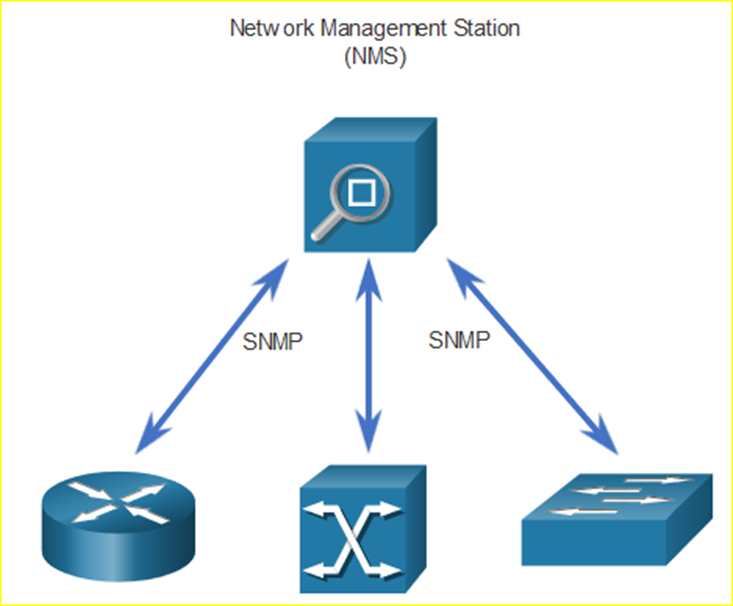 Network Management Station
(NMS)
SNMP
SNMP